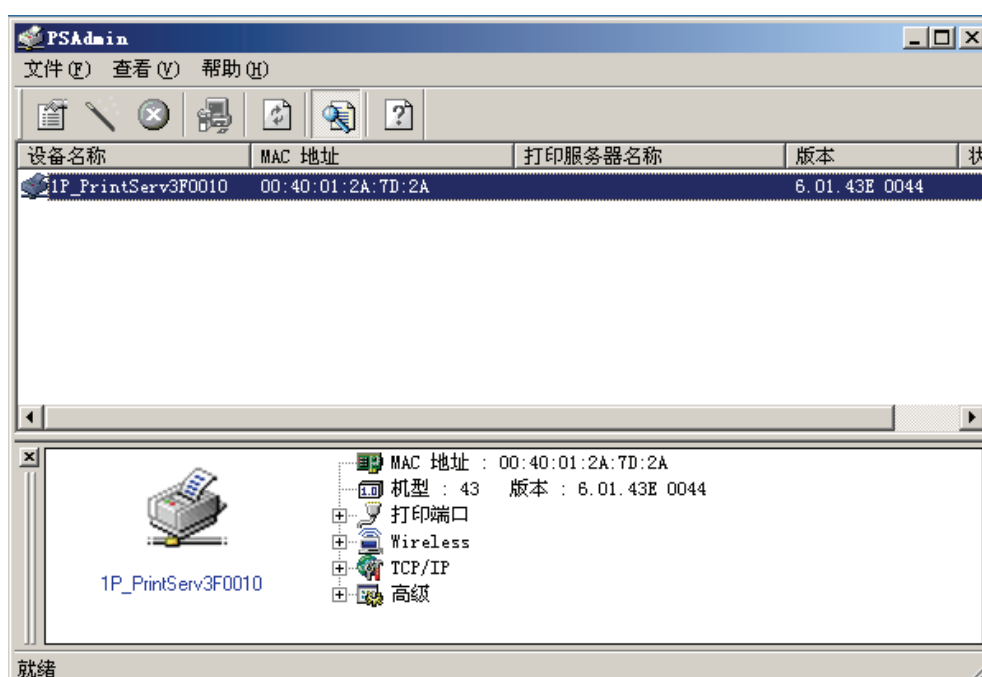 PSAdmin
文件(F) 查看(V) 帮助(H)
设备名称 MAC 地址 打印服务器名称 版本 状
1P_PrintServ3F0010 00:40:01:2A:7D:2A 6.01.43E 0044
MAC 地址 : 00:40:01:2A:7D:2A
1.0 机型 : 43 版本 : 6.01.43E 0044
打印端口
Wireless
TCP/IP
高级
1P_PrintServ3F0010
就绪